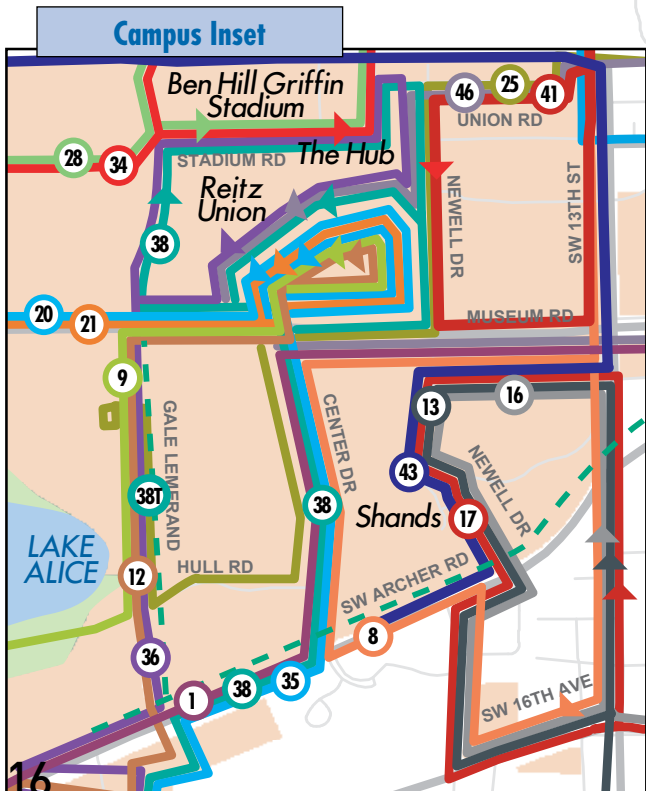 Campus Inset
Ben Hill Griffin
Stadium
46
25
41
UNION RD
28
34
STADIUM RD
The Hub
Reitz
Union
NEWELL DR
SW 13TH ST
38
20
21
MUSEUM RD
9
13
16
GALE LEMERAND
CENTER DR
NEWELL DR
43
38T
38
Shands
17
LAKE
ALICE
HULL RD
SW ARCHER RD
12
8
36
35
38
1
SW 16TH AVE
16